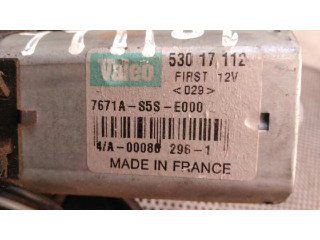 Valeo
530 17 112
FIRST 12V
<029>
7671A-S5S-E000
4/A-00080 296-1
MADE IN FRANCE